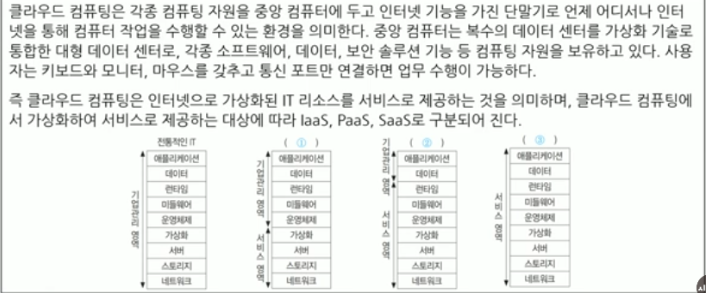 클라우드 컴퓨팅은 각종 컴퓨팅 자원을 중앙 컴퓨터에 두고 인터넷 기능을 가진 단말기로 언제 어디서나 인터
넷을 통해 컴퓨터 작업을 수행할 수 있는 환경을 의미한다. 중앙 컴퓨터는 복수의 데이터 센터를 가상화 기술로
통합한 대형 데이터 센터로, 각종 소프트웨어, 데이터, 보안 솔루션 기능 등 컴퓨팅 자원을 보유하고 있다. 사용
자는 키보드와 모니터, 마우스를 갖추고 통신 포트만 연결하면 업무 수행이 가능하다.
즉 클라우드 컴퓨팅은 인터넷으로 가상화된 IT 리소스를 서비스로 제공하는 것을 의미하며, 클라우드 컴퓨팅에
서 가상화하여 서비스로 제공하는 대상에 따라 IaaS, PaaS, SaaS로 구분되어 진다.
전통적인 IT
기업관리 영역
애플리케이션
데이터
런타임
미들웨어
운영체제
가상화
서버
스토리지
네트워크
( ① )
기업관리 영역
서비스 영역
애플리케이션
데이터
런타임
미들웨어
운영체제
가상화
서버
스토리지
네트워크
( ② )
기업관리 영역
서비스 영역
애플리케이션
데이터
런타임
미들웨어
운영체제
가상화
서버
스토리지
네트워크
( ③ )
서비스 영역
애플리케이션
데이터
런타임
미들웨어
운영체제
가상화
서버
스토리지
네트워크